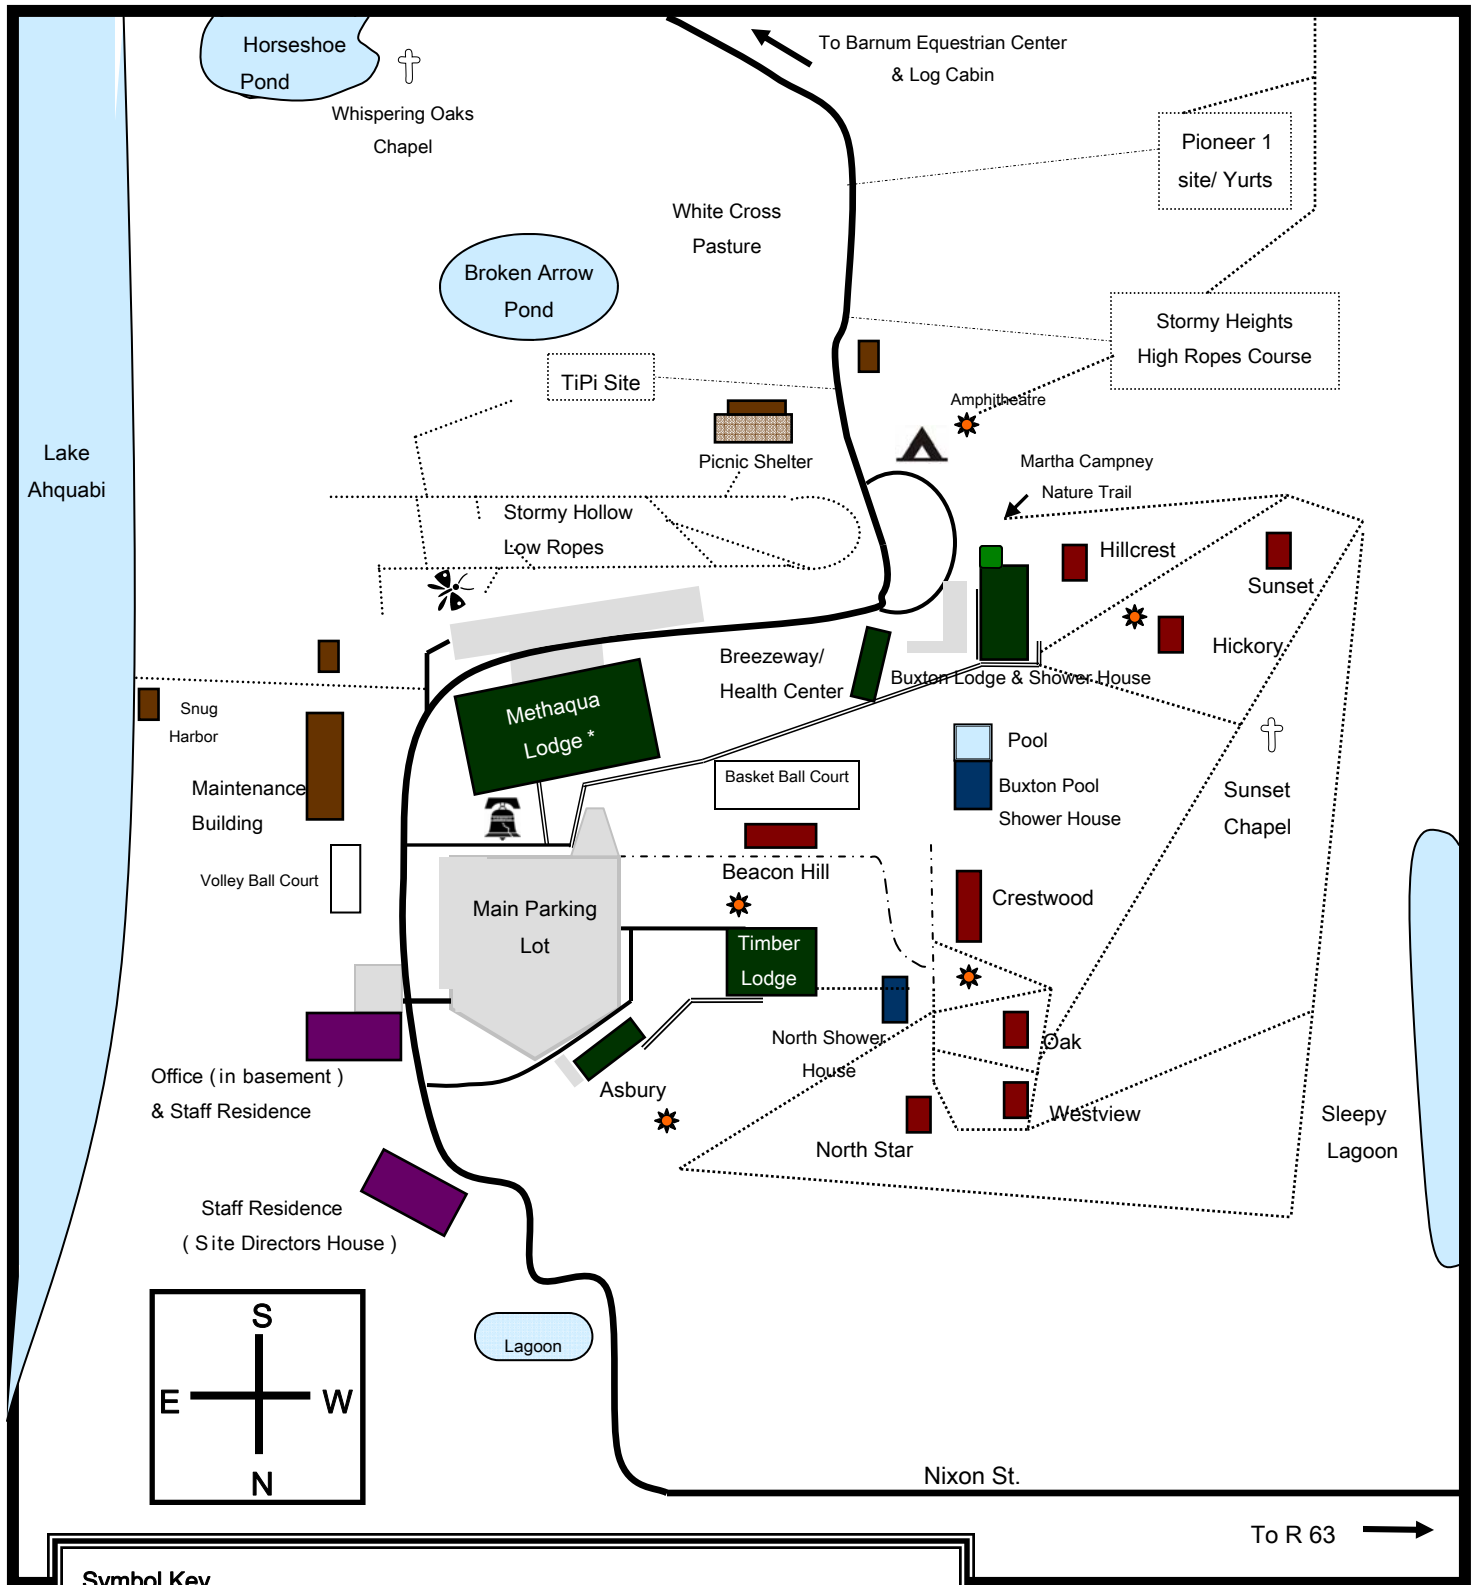 Horseshoe
Pond
Whispering Oaks
Chapel
To Barnum Equestrian Center
& Log Cabin
Pioneer 1
site/ Yurts
White Cross
Pasture
Broken Arrow
Pond
Stormy Heights
High Ropes Course
TiPi Site
Amphitheatre
Picnic Shelter
Martha Campney
Nature Trail
Lake
Ahquabi
Stormy Hollow
Low Ropes
Hillcrest
Sunset
Hickory
Breezeway/
Health Center
Buxton Lodge & Shower House
Methaqua
Lodge *
Snug
Harbor
Maintenance
Building
Basket Ball Court
Pool
Buxton Pool
Shower House
Sunset
Chapel
Volley Ball Court
Beacon Hill
Crestwood
Main Parking
Lot
Timber
Lodge
North Shower
House
Oak
Office ( in basement )
& Staff Residence
Asbury
Westview
North Star
Sleepy
Lagoon
Staff Residence
( Site Directors House )
S
E W
N
Lagoon
Nixon St.
To R 63
Symbol Key